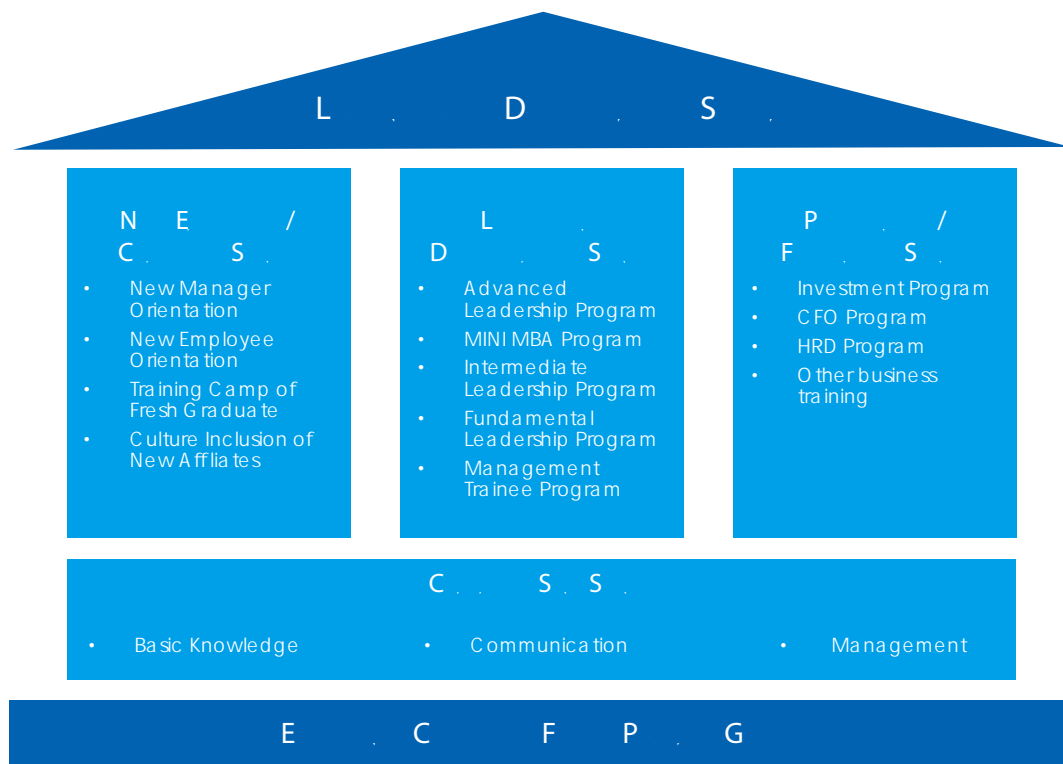 L . D . S .
N E /
C . S .
• New Manager
Orientation
• New Employee
Orientation
• Training Camp of
Fresh Graduate
• Culture Inclusion of
New Affliates
L .
D . S .
• Advanced
Leadership Program
• MINI MBA Program
• Intermediate
Leadership Program
• Fundamental
Leadership Program
• Management
Trainee Program
P . /
F . S .
• Investment Program
• CFO Program
• HRD Program
• Other business
training
C . . S . S .
• Basic Knowledge • Communication • Management
E . C F P . G